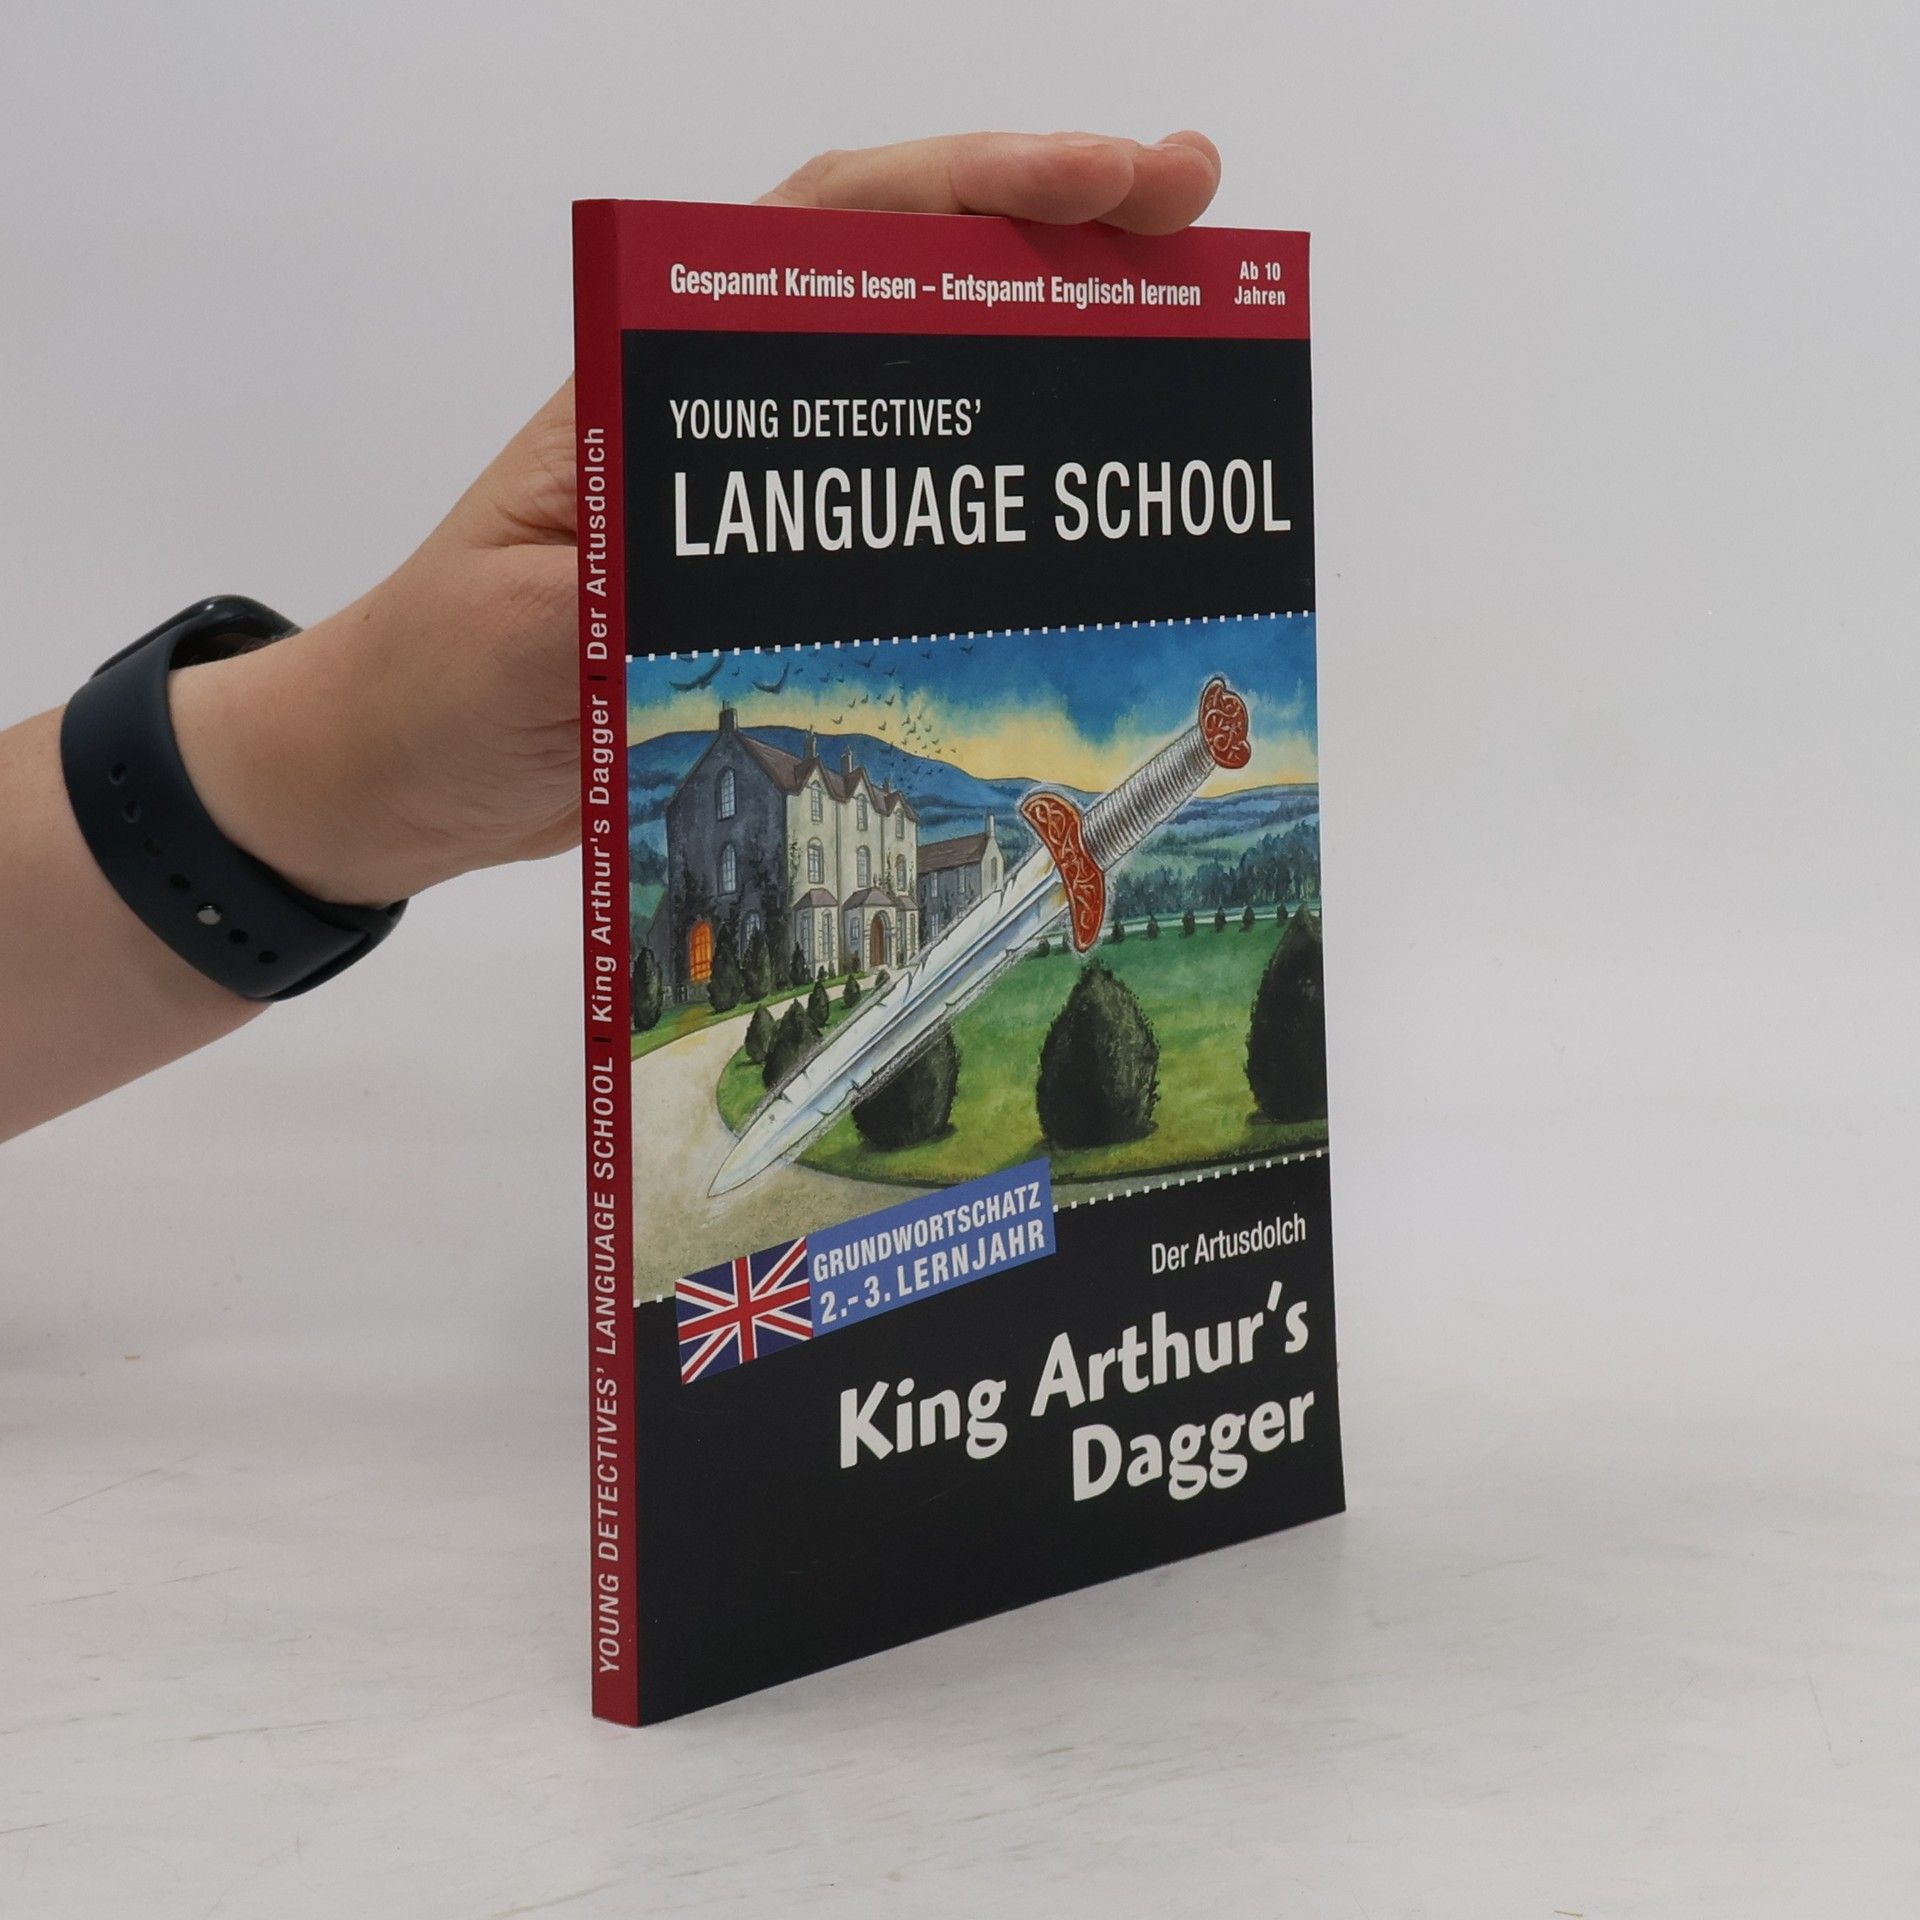 Gespannt Krimis lesen – Entspannt Englisch lernen
Ab 10
Jahren
YOUNG DETECTIVES'
LANGUAGE SCHOOL
GRUNDWORTSCHATZ
2.-3. LERNJAHR
Der Artusdolch
King Arthur's
Dagger
YOUNG DETECTIVES' LANGUAGE SCHOOL I King Arthur's Dagger I Der Artusdolch